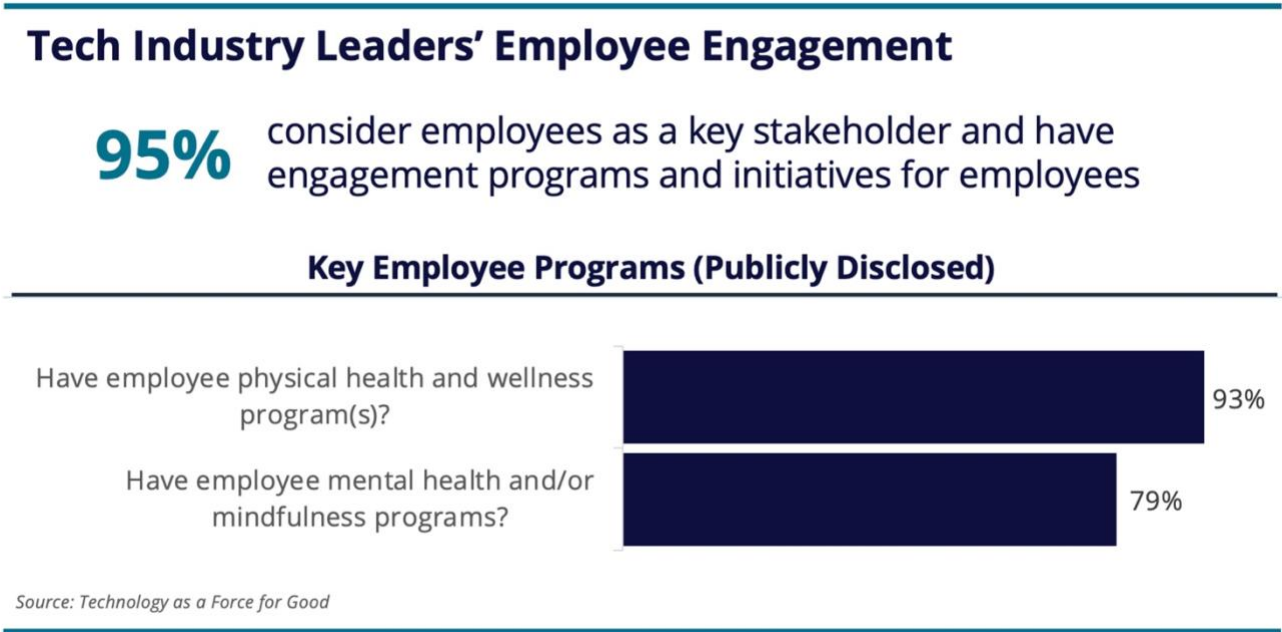 Tech Industry Leaders’ Employee Engagement
95%
consider employees as a key stakeholder and have
engagement programs and initiatives for employees
Key Employee Programs (Publicly Disclosed)
Have employee physical health and wellness
program(s)?
93%
Have employee mental health and/or
mindfulness programs?
79%
Source: Technology as a Force for Good